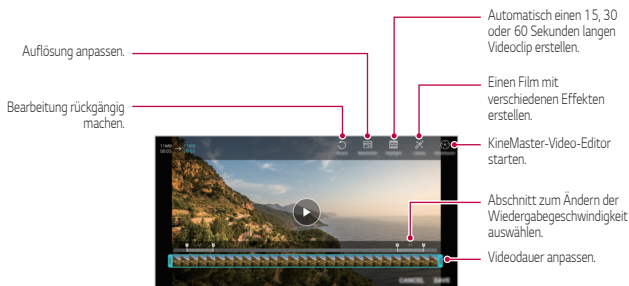 Automatisch einen 15, 30
oder 60 Sekunden langen
Videoclip erstellen.
Auflösung anpassen.
Einen Film mit
verschiedenen Effekten
erstellen.
Bearbeitung rückgängig
machen.
KineMaster-Video-Editor
starten.
Abschnitt zum Ändern der
Wiedergabegeschwindigkeit
auswählen.
Videodauer anpassen.
CANCEL SAVE